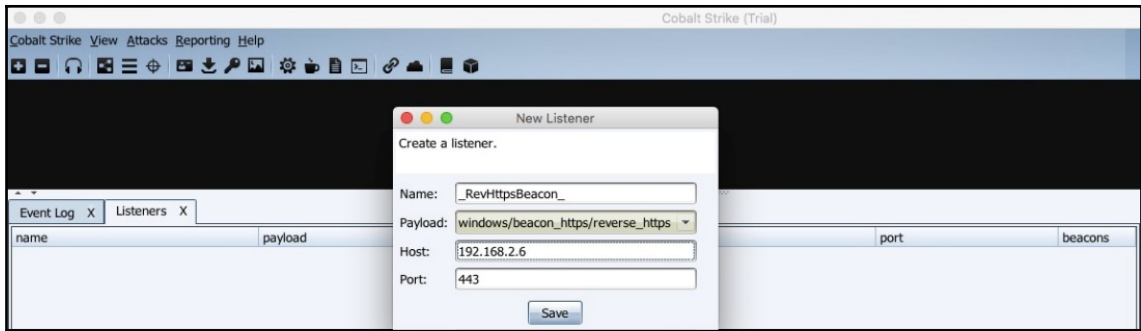 Cobalt Strike (Trial)
Cobalt Strike View Attacks Reporting Help
New Listener
Create a listener.
Name: _RevHttpsBeacon_
Payload: windows/beacon_https/reverse_https
Host: 192.168.2.6
Port: 443
Save
Event Log X Listeners X
name payload port beacons